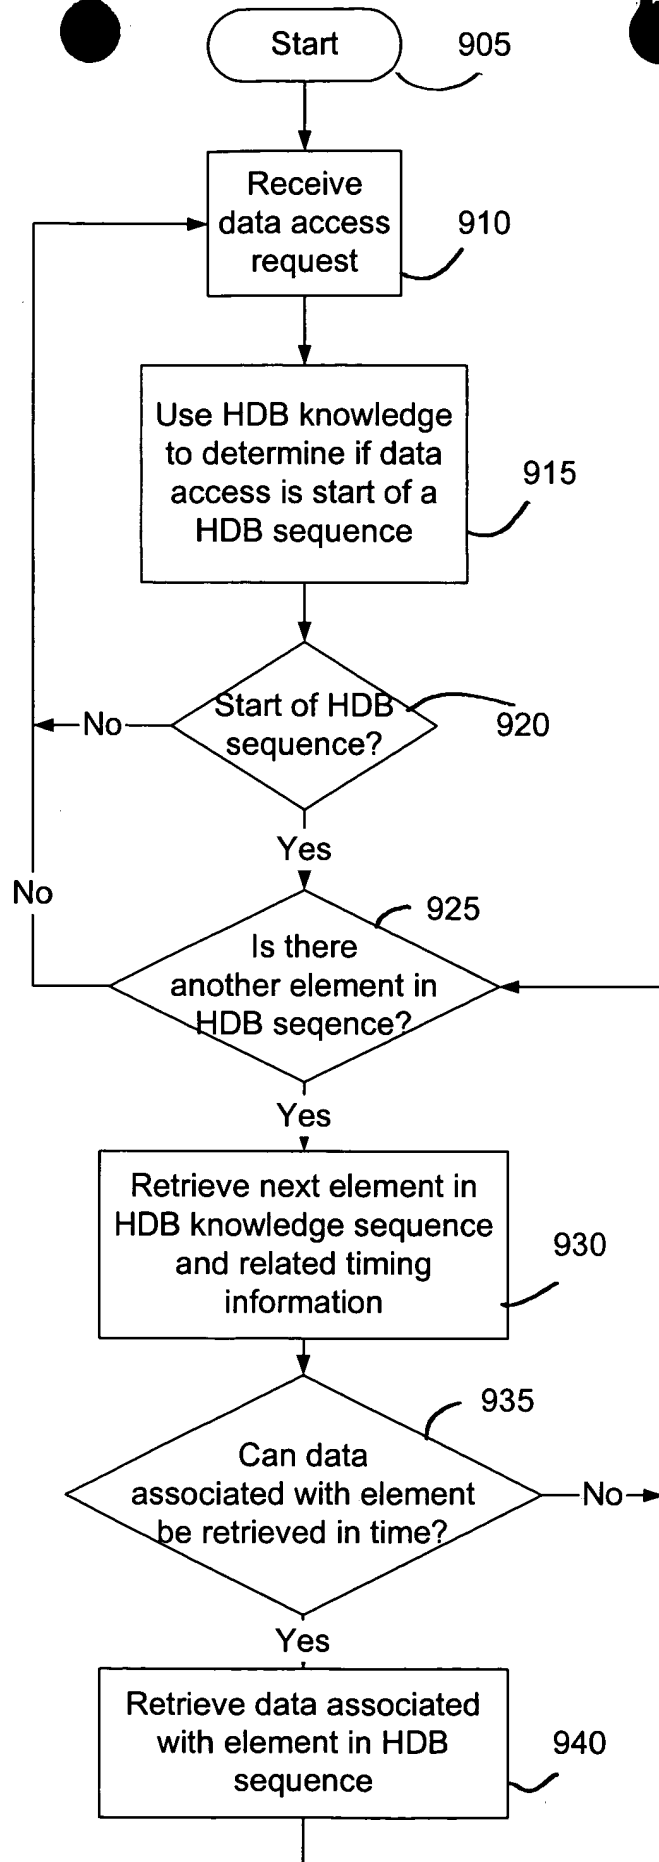 Start
905
Receive
data access
request
910
Use HDB knowledge
to determine if data
access is start of a
HDB sequence
915
Start of HDB
sequence?
920
No
Yes
No
925
Is there
another element in
HDB seqence?
Yes
Retrieve next element in
HDB knowledge sequence
and related timing
information
930
935
Can data
associated with element
be retrieved in time?
No
Yes
Retrieve data associated
with element in HDB
sequence
940